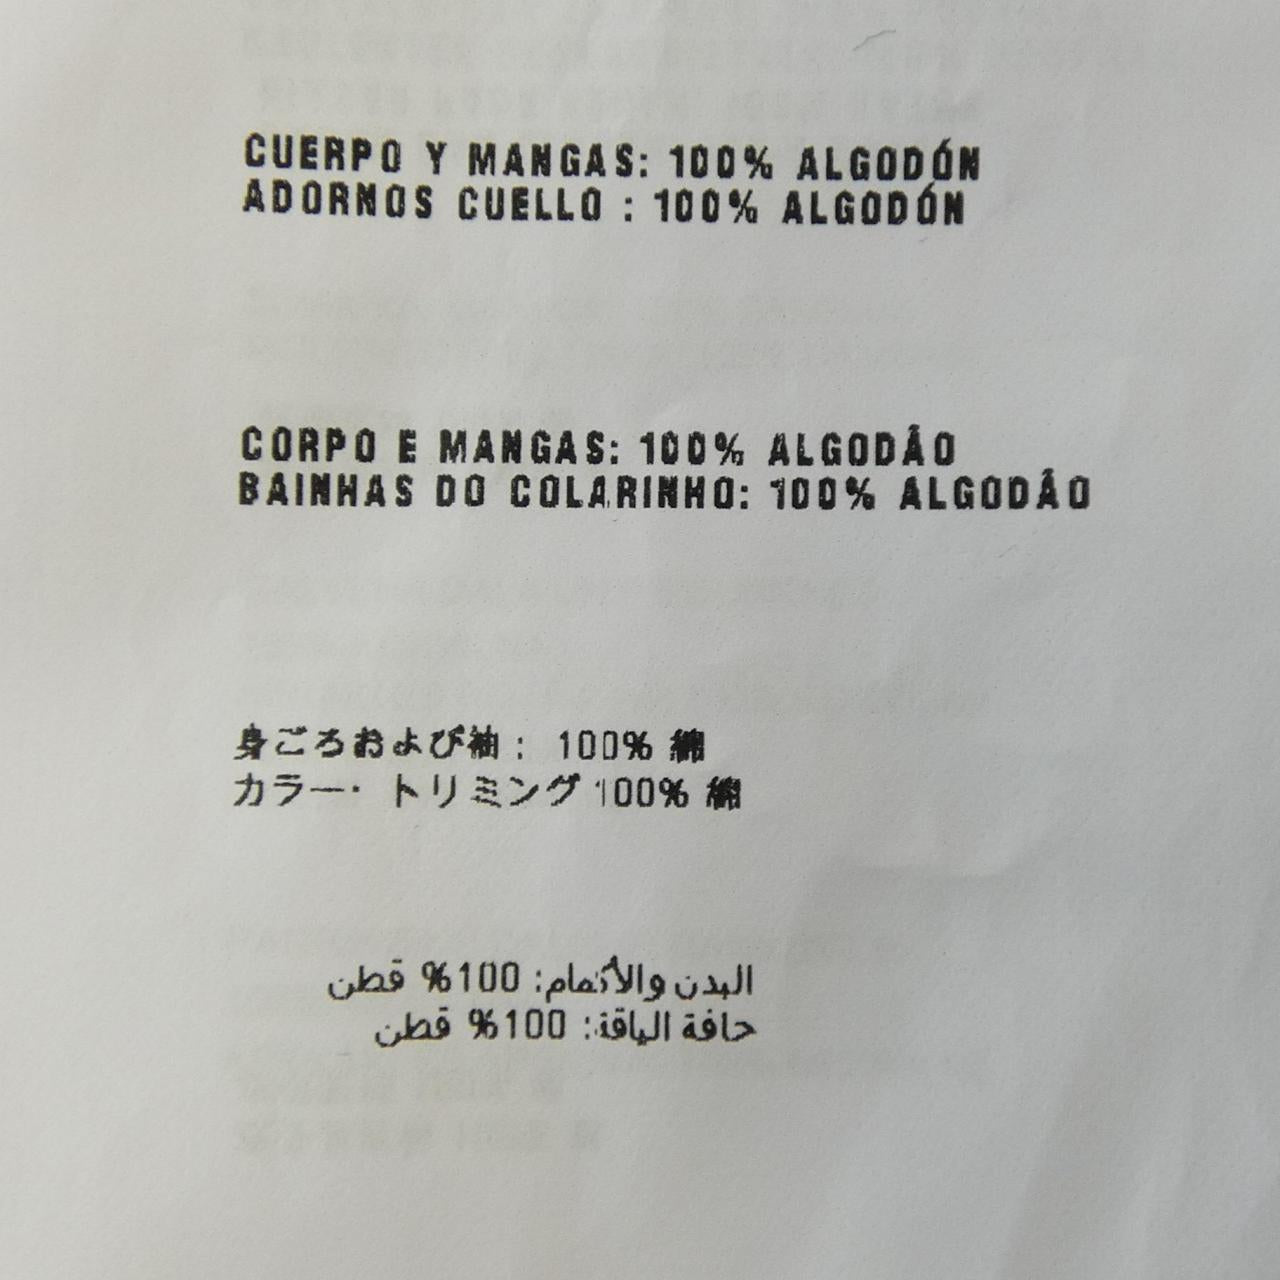 CUERPO Y MANGAS: 100% ALGODÓN
ADORNOS CUELLO : 100% ALGODÓN
CORPO E MANGAS: 100% ALGODÃO
BAINHAS DO COLARINHO: 100% ALGODÃO
身ごろおよび袖: 100% 綿
カラー・トリミング 100% 綿
البدن والأكمام: 100% قطن
حافة الياقة: 100% قطن